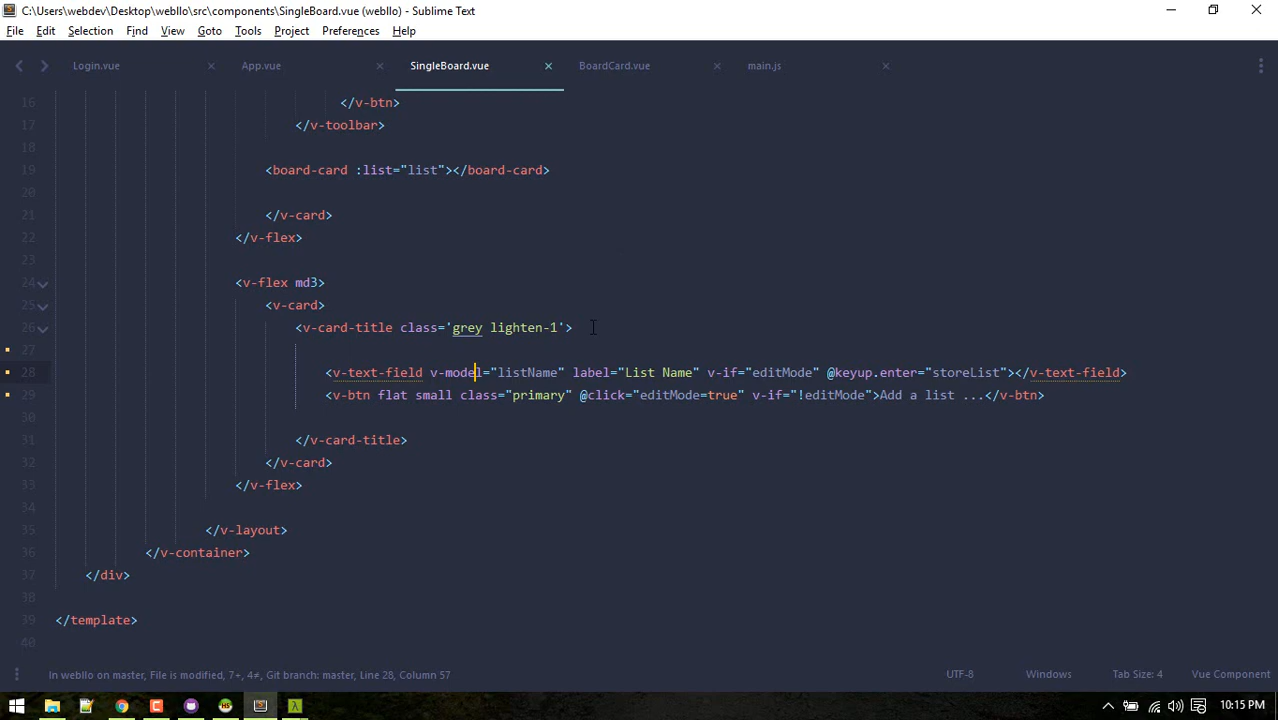 C:\Users\webdev\Desktop\webllo\src\components\SingleBoard.vue (webllo) - Sublime Text
File Edit Selection Find View Goto Tools Project Preferences Help
Login.vue App.vue SingleBoard.vue BoardCard.vue main.js
16 </v-btn>
17 </v-toolbar>
18
19 <board-card :list="list"></board-card>
20
21 </v-card>
22 </v-flex>
23
24 <v-flex md3>
25 <v-card>
26 <v-card-title class='grey lighten-1'>
27
28 <v-text-field v-model="listName" label="List Name" v-if="editMode" @keyup.enter="storeList"></v-text-field>
29 <v-btn flat small class="primary" @click="editMode=true" v-if="!editMode">Add a list ...</v-btn>
30
31 </v-card-title>
32 </v-card>
33 </v-flex>
34
35 </v-layout>
36 </v-container>
37 </div>
38
39 </template>
40
In webllo on master, File is modified, 7+, 4≠, Git branch: master, Line 28, Column 57 UTF-8 Windows Tab Size: 4 Vue Component
10:15 PM